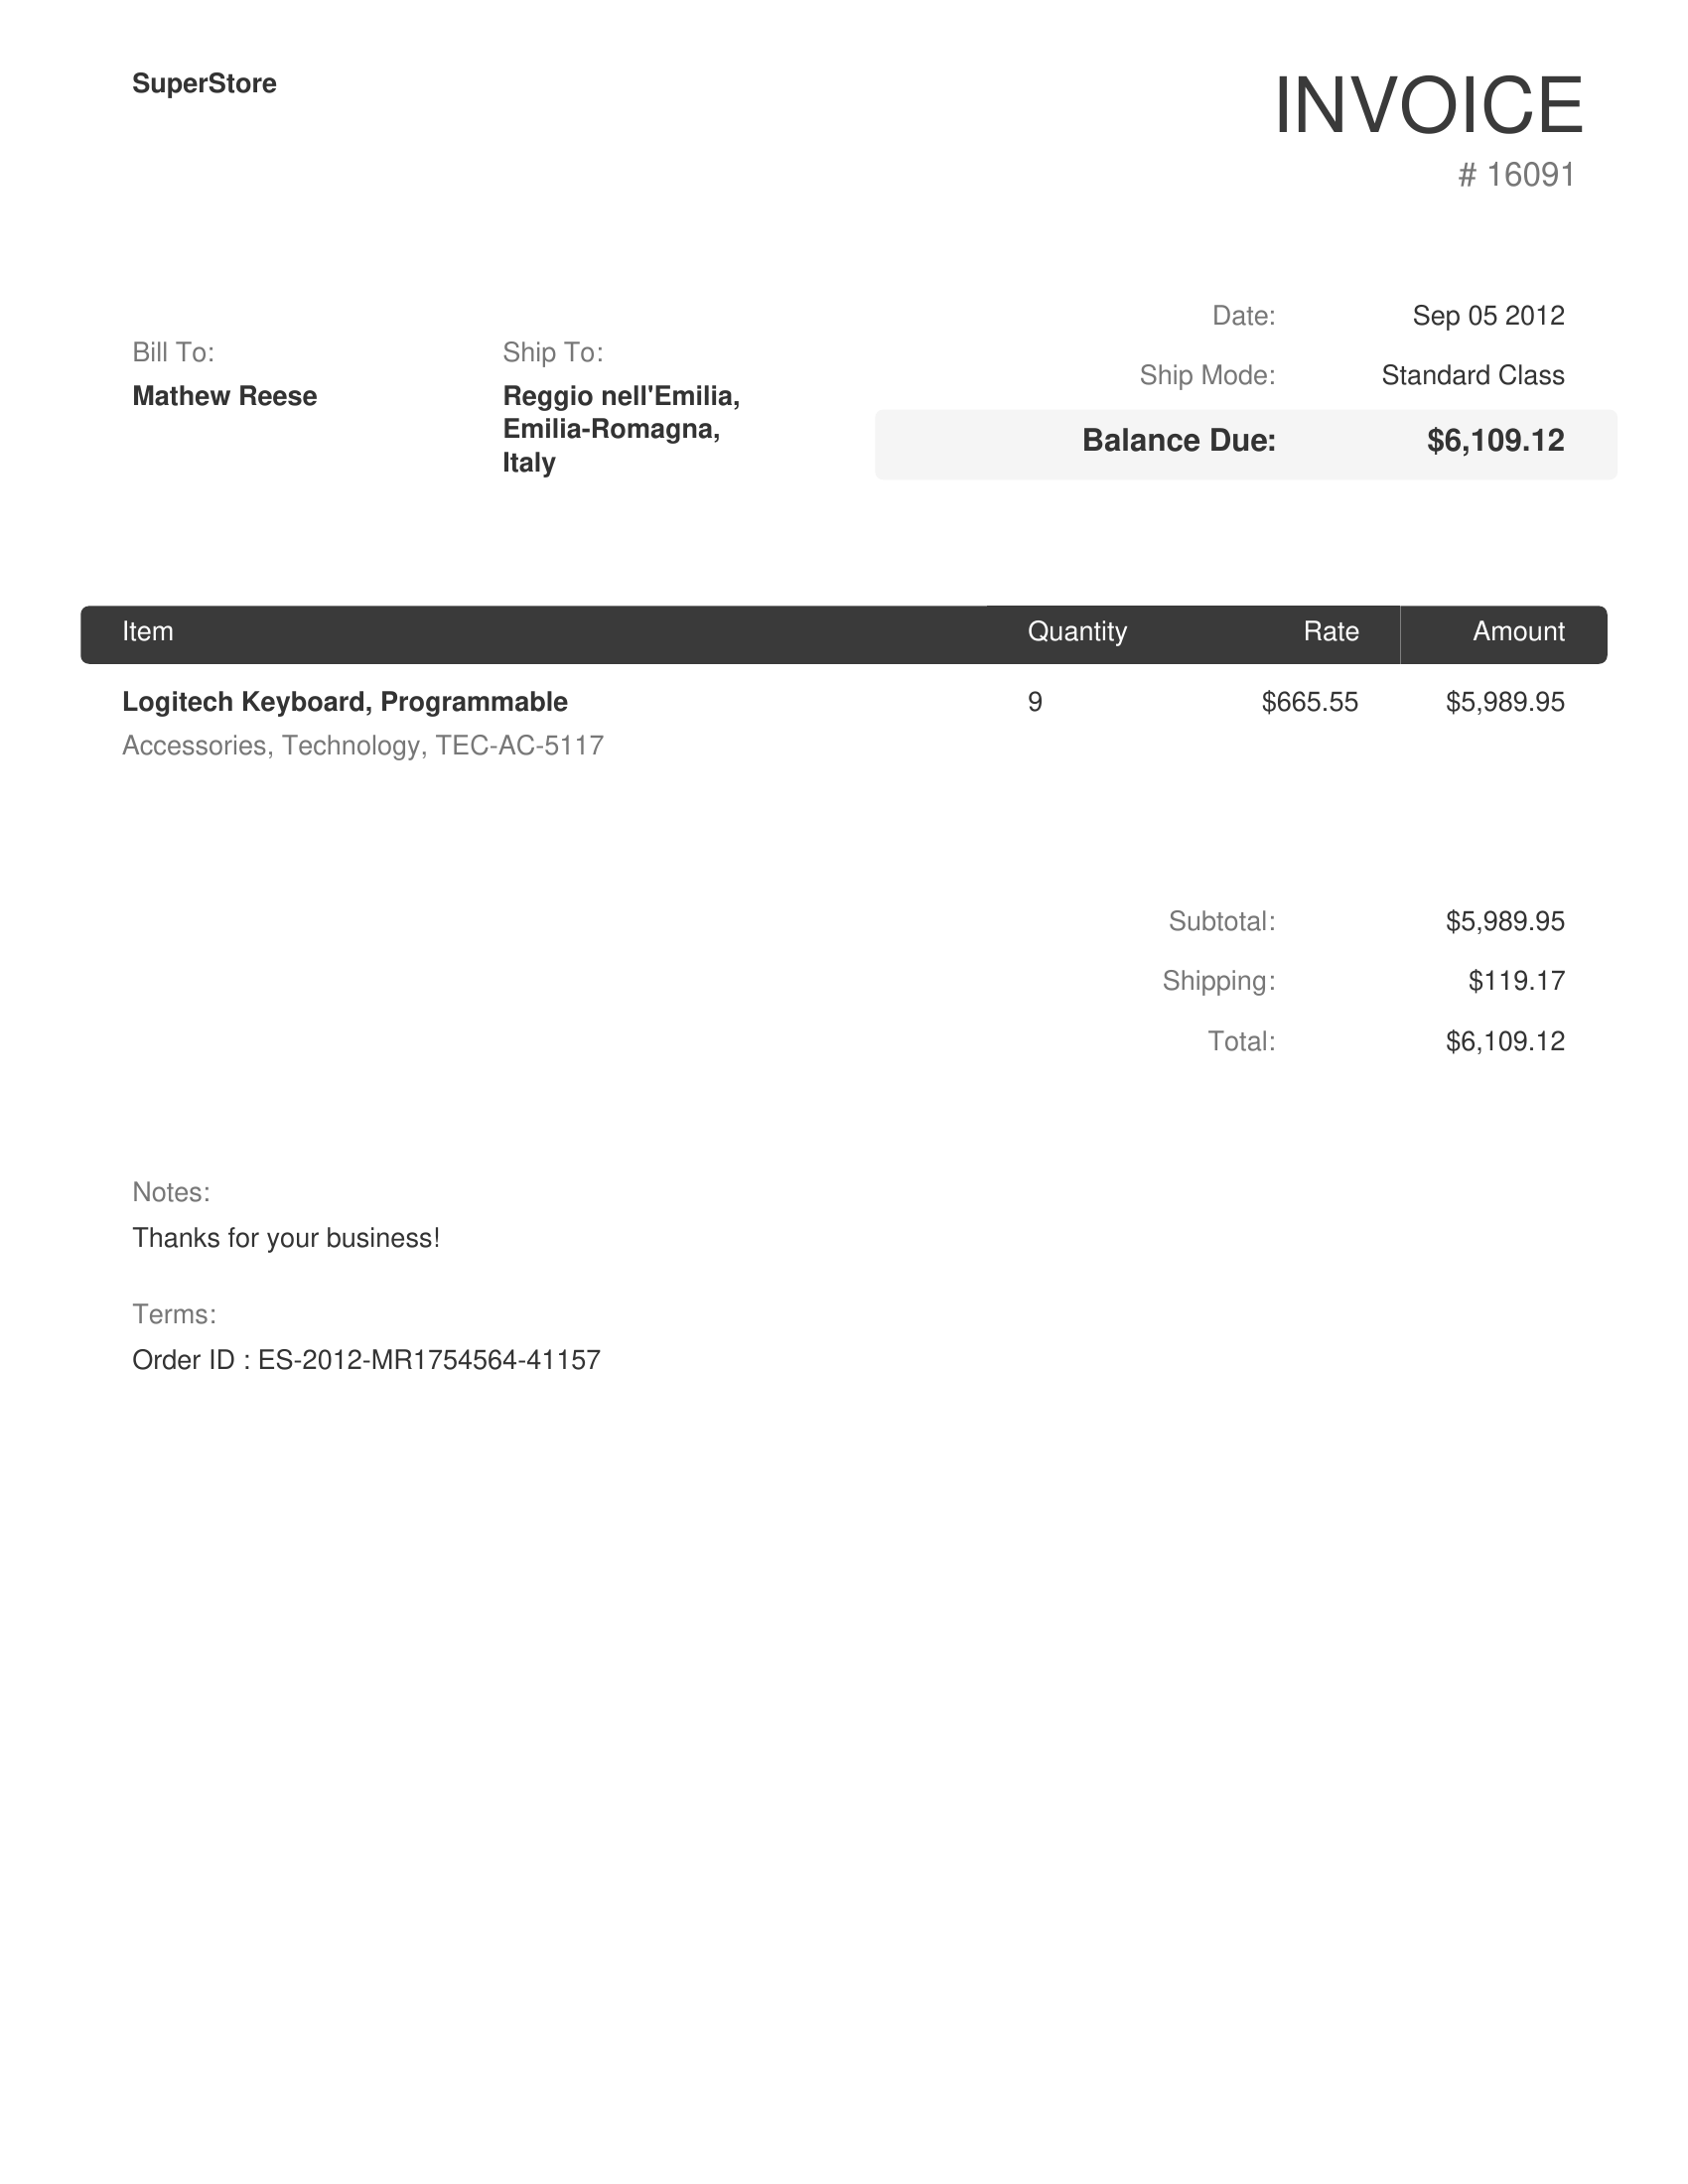 SuperStore
INVOICE
# 16091
Date: Sep 05 2012
Ship Mode: Standard Class
Balance Due: $6,109.12
Bill To:
Mathew Reese
Ship To:
Reggio nell'Emilia,
Emilia-Romagna,
Italy
Item Quantity Rate Amount
Logitech Keyboard, Programmable 9 $665.55 $5,989.95
Accessories, Technology, TEC-AC-5117
Subtotal: $5,989.95
Shipping: $119.17
Total: $6,109.12
Notes:
Thanks for your business!
Terms:
Order ID : ES-2012-MR1754564-41157